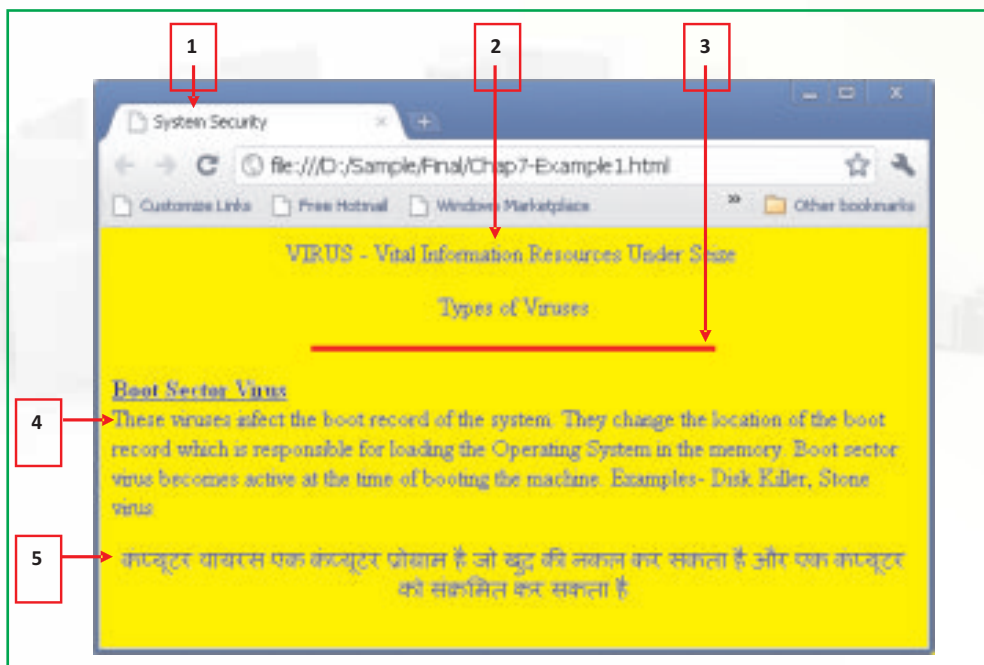 1 2 3
System Security
file:///D:/Sample/Final/Chap7-Example1.html
Customize Links Free Hotmail Windows Marketplace » Other bookmarks
VIRUS - Vital Information Resources Under Seize
Types of Viruses
Boot Sector Virus
4
These viruses infect the boot record of the system. They change the location of the boot
record which is responsible for loading the Operating System in the memory. Boot sector
virus becomes active at the time of booting the machine. Examples- Disk Killer, Stone
virus
5
कंप्यूटर वायरस एक कंप्यूटर प्रोग्राम है जो खुद की नकल कर सकता है और एक कंप्यूटर
को संक्रमित कर सकता है